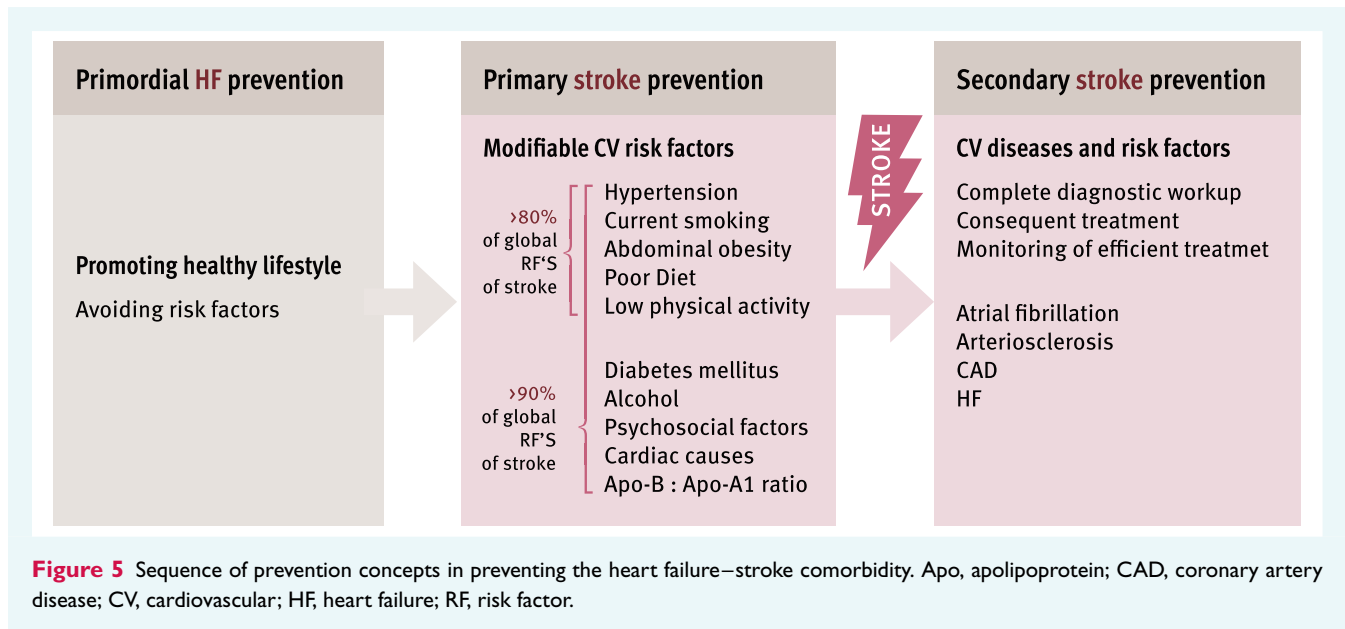 Primordial HF prevention
Promoting healthy lifestyle
Avoiding risk factors
Primary stroke prevention
Modifiable CV risk factors
>80%
of global
RF‘S
of stroke
Hypertension
Current smoking
Abdominal obesity
Poor Diet
Low physical activity
>90%
of global
RF’S
of stroke
Diabetes mellitus
Alcohol
Psychosocial factors
Cardiac causes
Apo-B : Apo-A1 ratio
STROKE
Secondary stroke prevention
CV diseases and risk factors
Complete diagnostic workup
Consequent treatment
Monitoring of efficient treatmet
Atrial fibrillation
Arteriosclerosis
CAD
HF
Figure 5 Sequence of prevention concepts in preventing the heart failure–stroke comorbidity. Apo, apolipoprotein; CAD, coronary artery
disease; CV, cardiovascular; HF, heart failure; RF, risk factor.